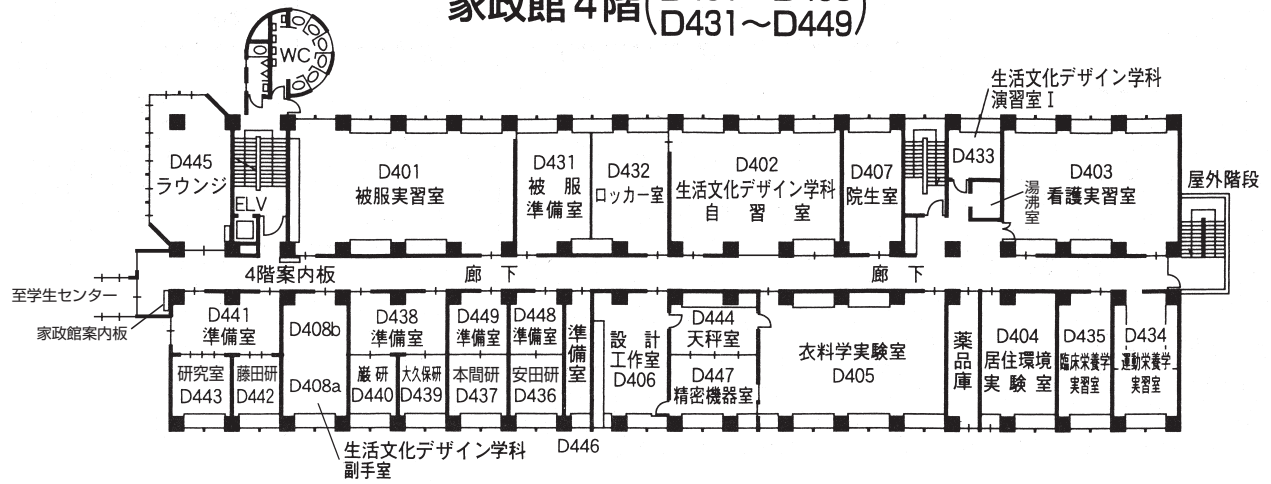 家政館4階
D431〜D449
WC
生活文化デザイン学科
演習室Ⅰ
D445
ラウンジ
ELV
D401
被服実習室
D431
被服
準備室
D432
ロッカー室
D402
生活文化デザイン学科
自習室
D407
院生室
D433
湯沸室
D403
看護実習室
屋外階段
4階案内板
廊下
廊下
至学生センター
家政館案内板
D441
準備室
D408b
D408a
D438
準備室
D449
準備室
D448
準備室
準備室
設計
工作室
D406
D444
天秤室
D447
精密機器室
衣料学実験室
D405
薬品庫
D404
居住環境
実験室
D435
臨床栄養学
実習室
D434
運動栄養学
実習室
研究室
D443
藤田研
D442
巌研
D440
大久保研
D439
本間研
D437
安田研
D436
D446
生活文化デザイン学科
副手室